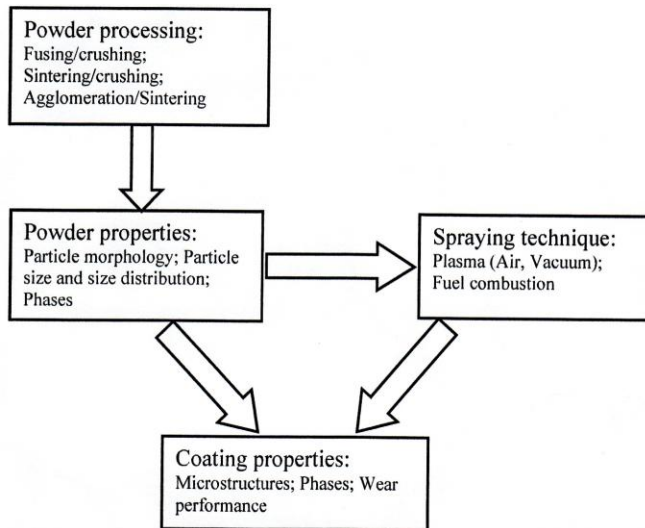 Powder processing:
Fusing/crushing;
Sintering/crushing;
Agglomeration/Sintering
Powder properties:
Particle morphology; Particle
size and size distribution;
Phases
Spraying technique:
Plasma (Air, Vacuum);
Fuel combustion
Coating properties:
Microstructures; Phases; Wear
performance